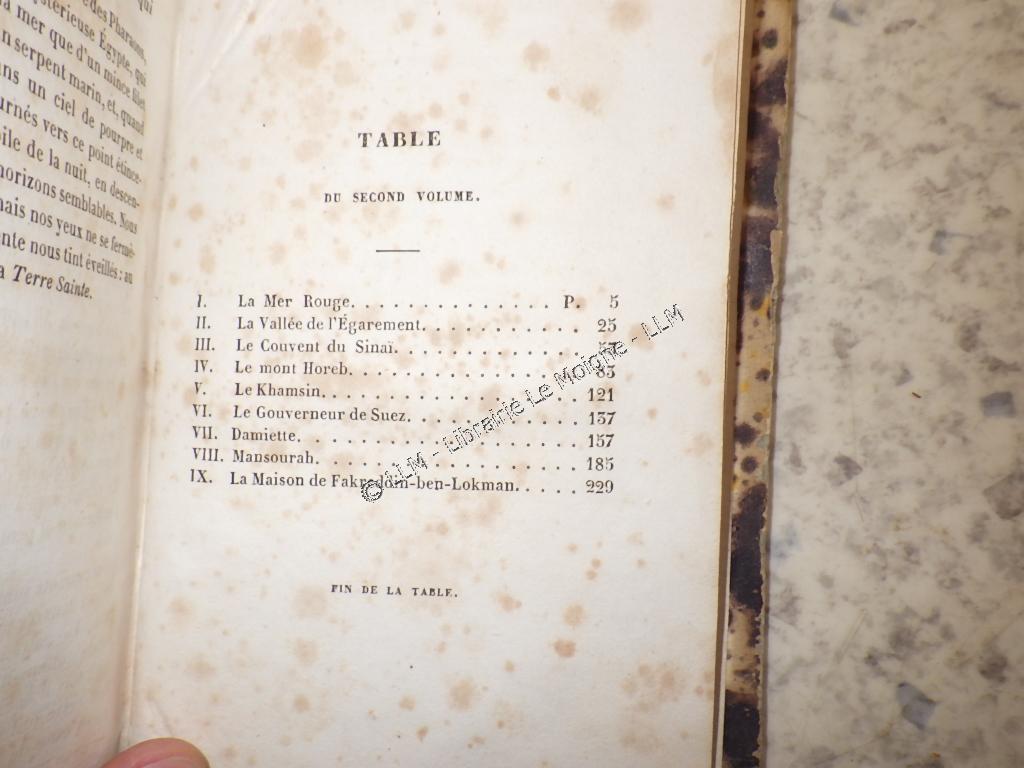 qui
des Pharaons,
mystérieuse Égypte, qui
la mer que d'un mince filet
un serpent marin, et, quand
dans un ciel de pourpre et
tournés vers ce point étince-
de la nuit, en descen-
horizons semblables. Nous
mais nos yeux ne se fermè-
nous tint éveillés: au
Terre Sainte.
TABLE
DU SECOND VOLUME.
I. La Mer Rouge. . . . . . . . . . . . . . . P. 5
II. La Vallée de l'Égarement. . . . . . . . . . . . 25
III. Le Couvent du Sinaï. . . . . . . . . . . . .
IV. Le mont Horeb. . . . . . . . . . . . . . . 85
V. Le Khamsin. . . . . . . . . . . . . . . . 121
VI. Le Gouverneur de Suez. . . . . . . . . . . . 137
VII. Damiette. . . . . . . . . . . . . . . . . 157
VIII. Mansourah. . . . . . . . . . . . . . . . 185
IX. La Maison de Fakreddin-ben-Lokman. . . . . 229
FIN DE LA TABLE.
© LLM - Librairie Le Moigne - LLM